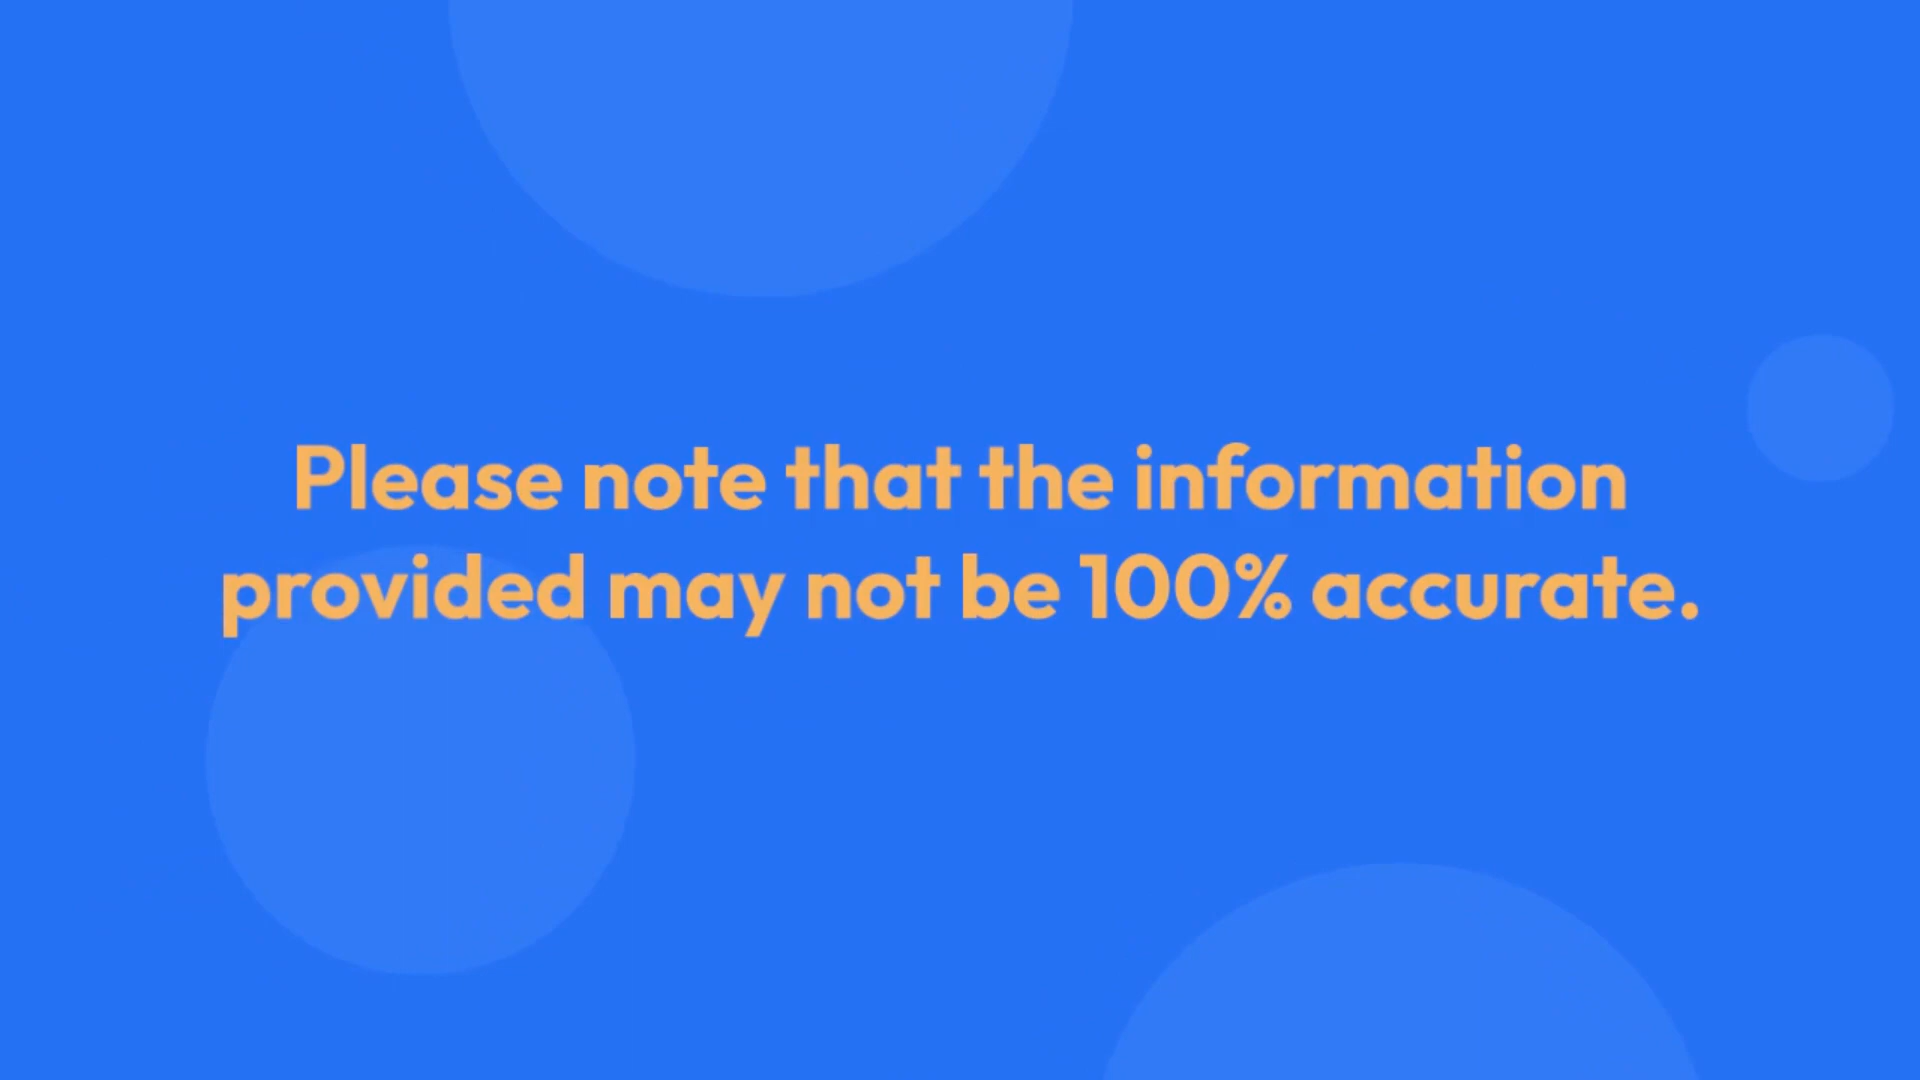 Please note that the information
provided may not be 100% accurate.